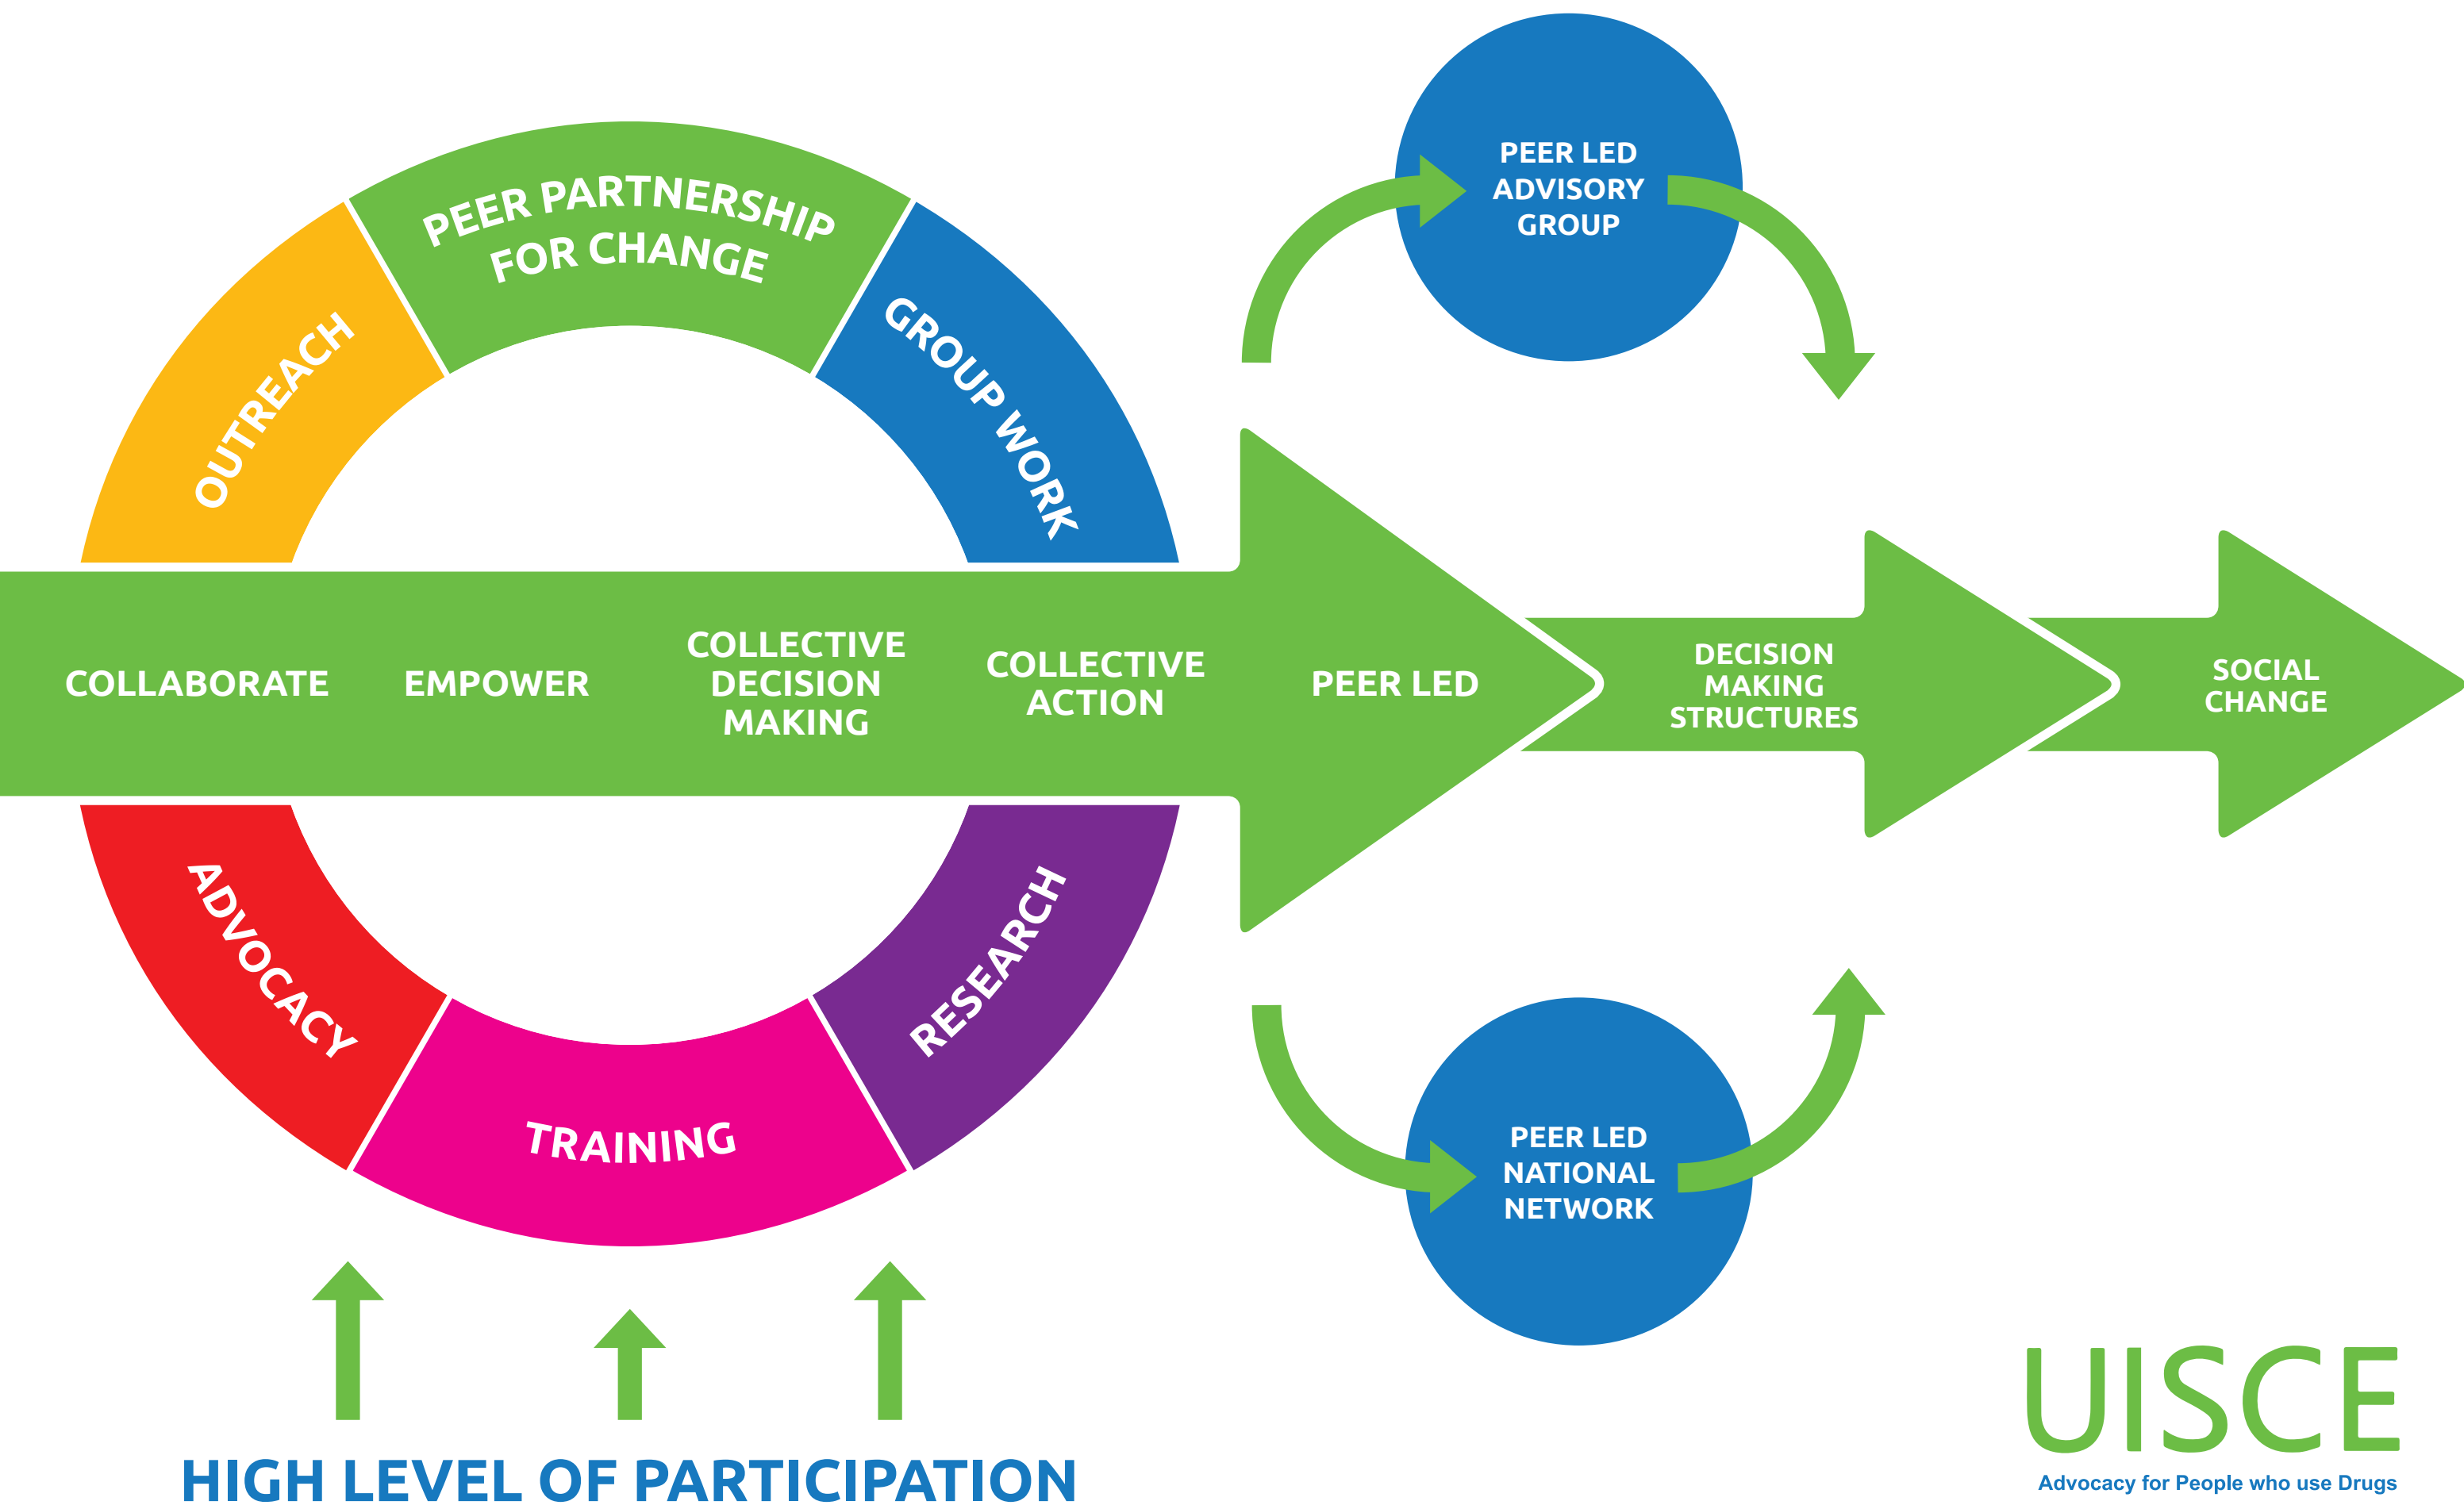 PEER PARTNERSHIP
FOR CHANGE
OUTREACH
GROUP WORK
PEER LED
ADVISORY
GROUP
COLLABORATE
EMPOWER
COLLECTIVE
DECISION
MAKING
COLLECTIVE
ACTION
PEER LED
DECISION
MAKING
STRUCTURES
SOCIAL
CHANGE
ADVOCACY
TRAINING
RESEARCH
PEER LED
NATIONAL
NETWORK
HIGH LEVEL OF PARTICIPATION
UISCE
Advocacy for People who use Drugs